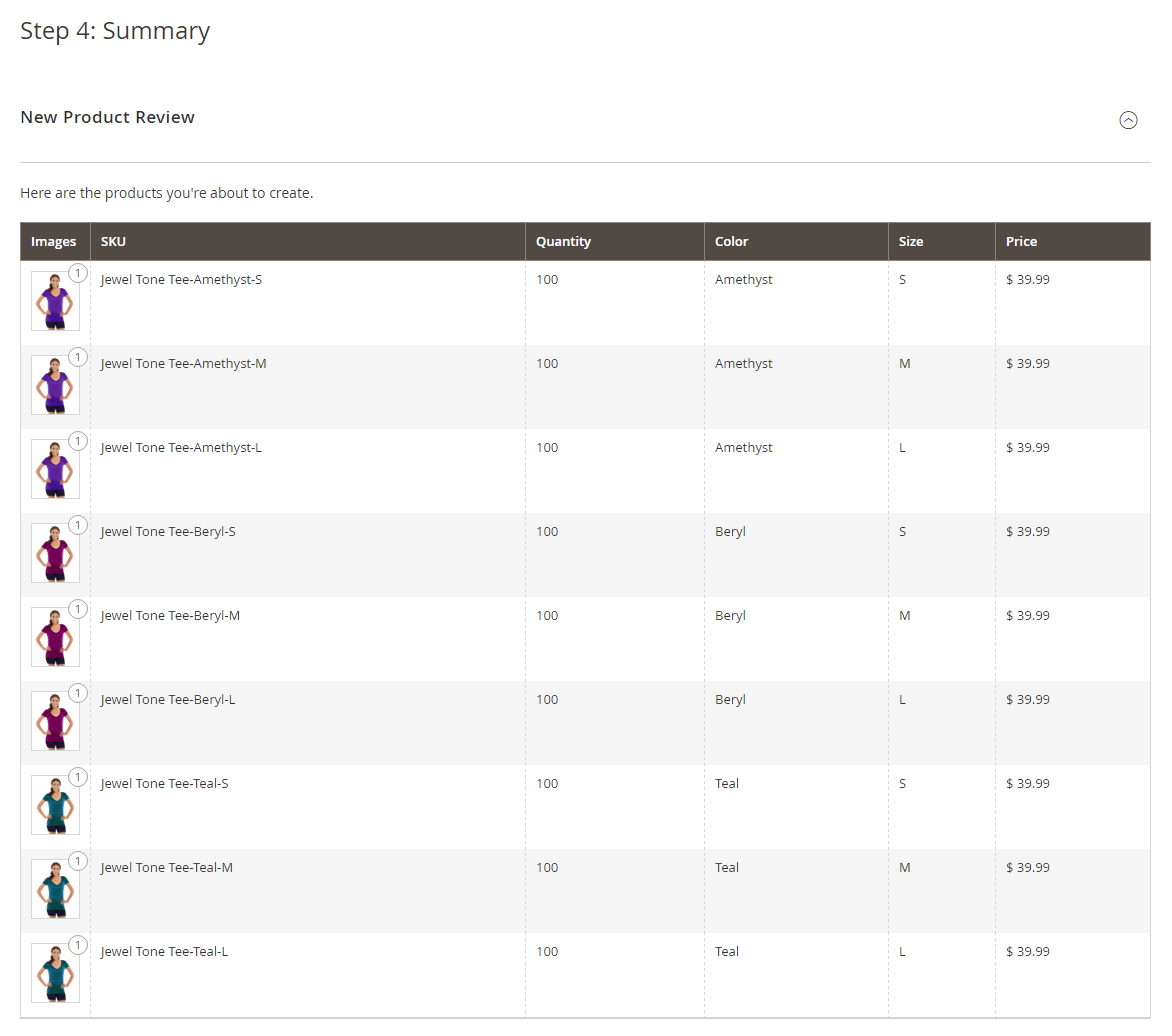 Step 4: Summary
New Product Review
Here are the products you're about to create.
Images SKU Quantity Color Size Price
1 Jewel Tone Tee-Amethyst-S 100 Amethyst S $ 39.99
1 Jewel Tone Tee-Amethyst-M 100 Amethyst M $ 39.99
1 Jewel Tone Tee-Amethyst-L 100 Amethyst L $ 39.99
1 Jewel Tone Tee-Beryl-S 100 Beryl S $ 39.99
1 Jewel Tone Tee-Beryl-M 100 Beryl M $ 39.99
1 Jewel Tone Tee-Beryl-L 100 Beryl L $ 39.99
1 Jewel Tone Tee-Teal-S 100 Teal S $ 39.99
1 Jewel Tone Tee-Teal-M 100 Teal M $ 39.99
1 Jewel Tone Tee-Teal-L 100 Teal L $ 39.99